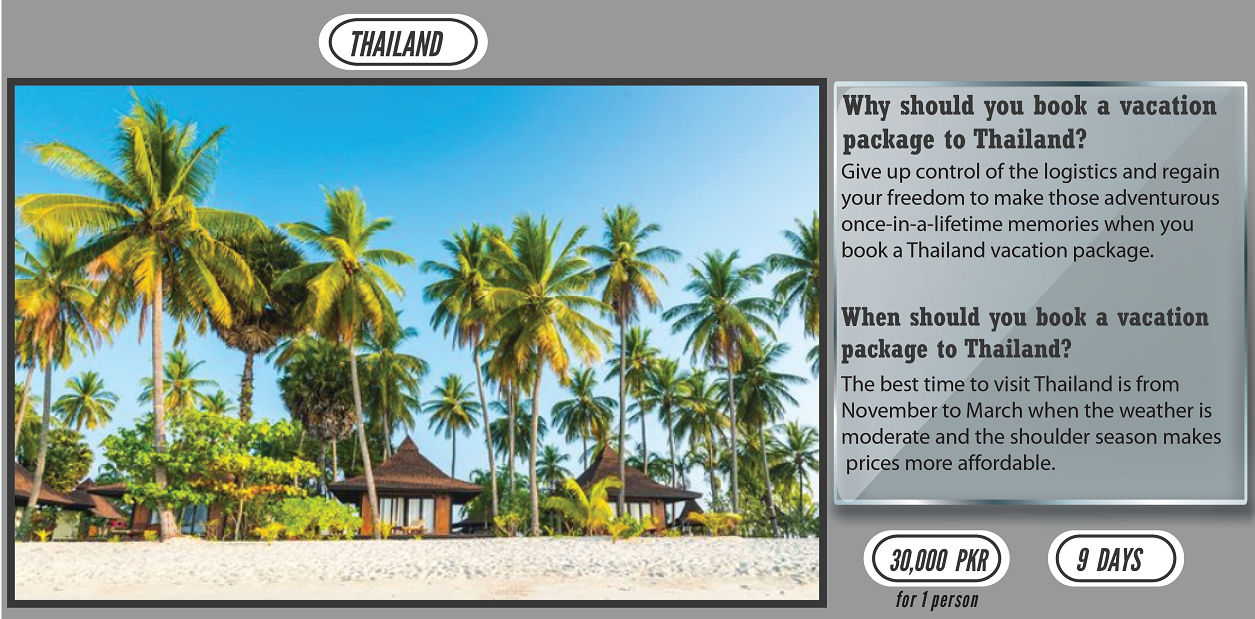 THAILAND
Why should you book a vacation
package to Thailand?
Give up control of the logistics and regain
your freedom to make those adventurous
once-in-a-lifetime memories when you
book a Thailand vacation package.
When should you book a vacation
package to Thailand?
The best time to visit Thailand is from
November to March when the weather is
moderate and the shoulder season makes
prices more affordable.
30,000 PKR
for 1 person
9 DAYS